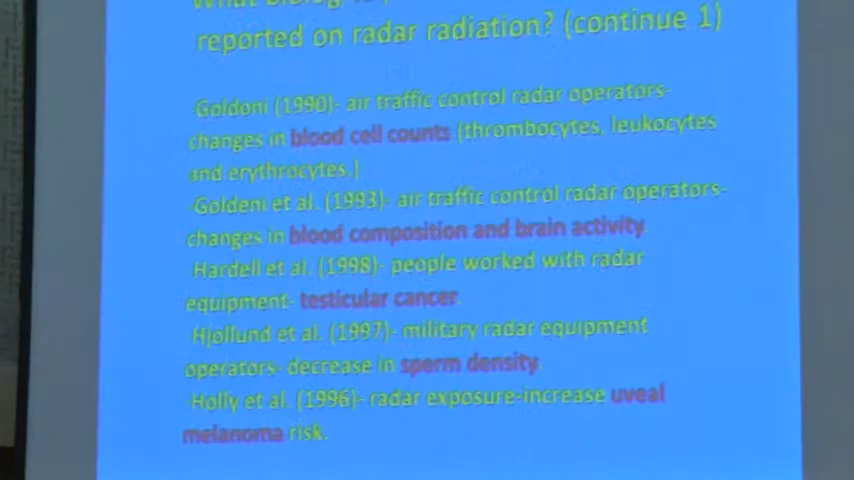 reported on radar radiation? (continue 1)
-Goldoni (1990)- air traffic control radar operators-
changes in blood cell counts (thrombocytes, leukocytes
and erythrocytes.)
-Goldeni et al. (1993)- air traffic control radar operators-
changes in blood composition and brain activity.
Hardell et al. (1998)- people worked with radar
equipment- testicular cancer.
Hjollund et al. (1997)- military radar equipment
operators- decrease in sperm density.
-Holly et al. (1996)- radar exposure-increase uveal
melanoma risk.